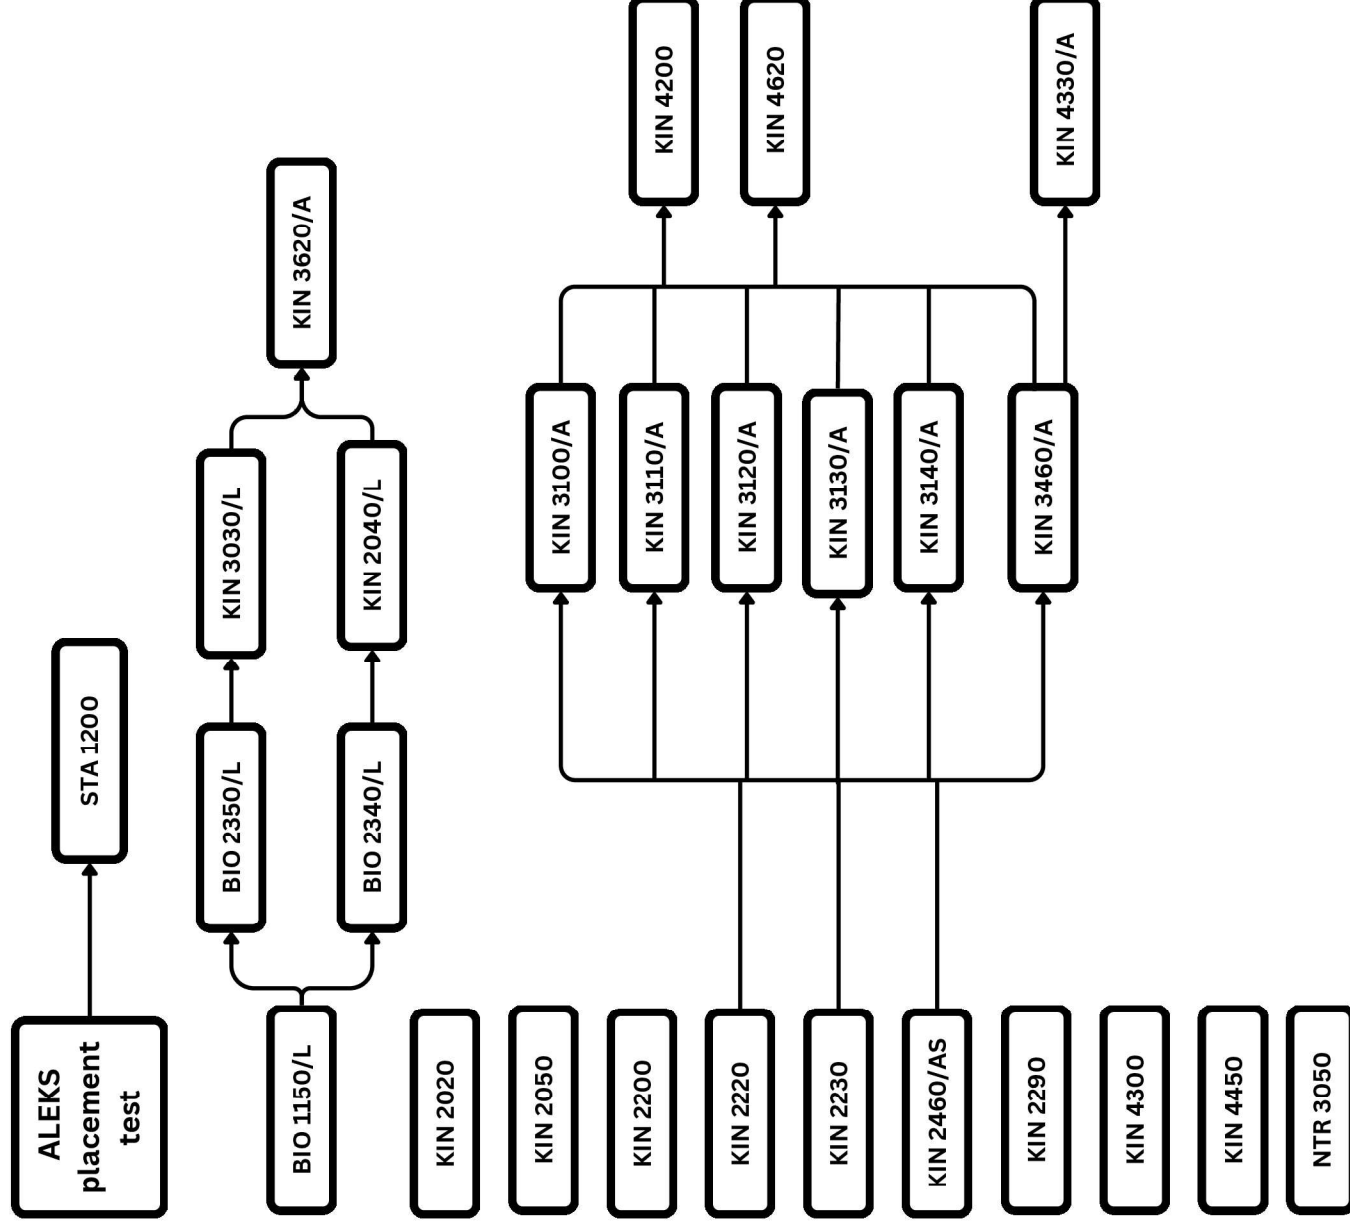 ALEKS
placement
test
STA 1200
BIO 1150/L
BIO 2350/L
BIO 2340/L
KIN 3030/L
KIN 2040/L
KIN 3620/A
KIN 2020
KIN 2050
KIN 2200
KIN 2220
KIN 2230
KIN 2460/AS
KIN 2290
KIN 4300
KIN 4450
NTR 3050
KIN 3100/A
KIN 3110/A
KIN 3120/A
KIN 3130/A
KIN 3140/A
KIN 3460/A
KIN 4200
KIN 4620
KIN 4330/A